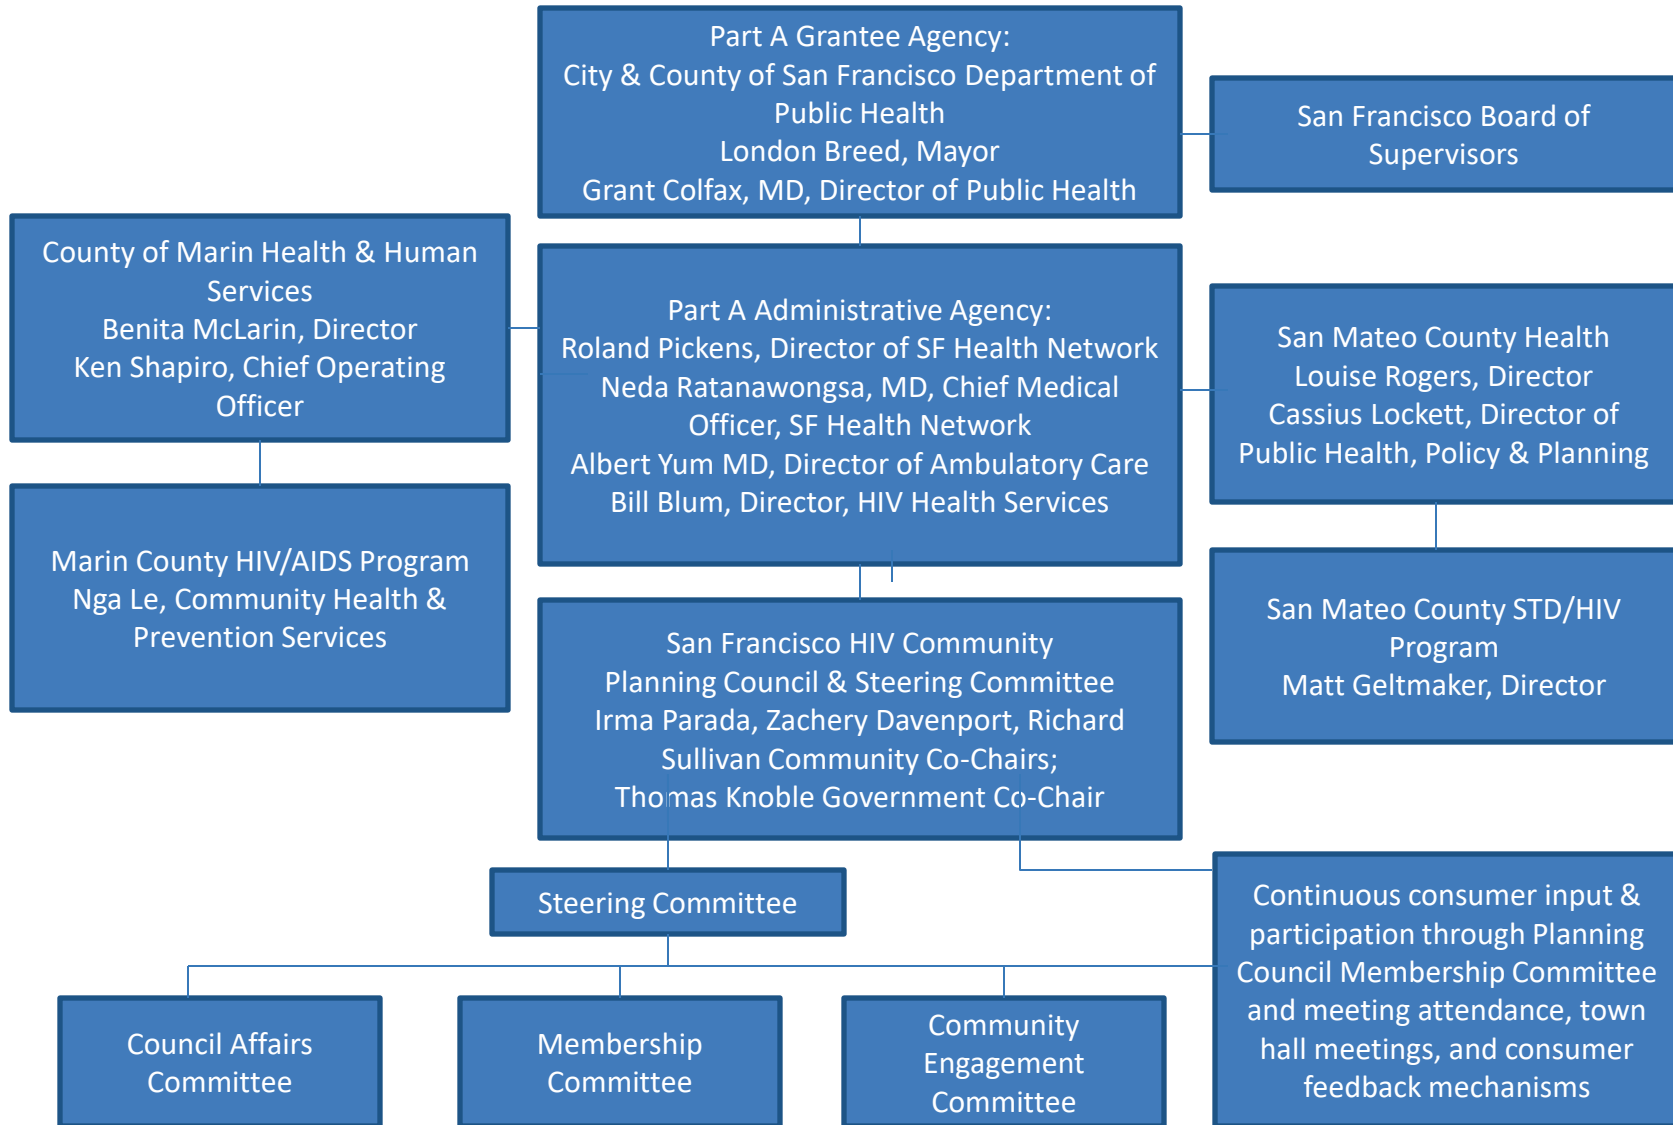 Part A Grantee Agency:
City & County of San Francisco Department of
Public Health
London Breed, Mayor
Grant Colfax, MD, Director of Public Health
San Francisco Board of
Supervisors
County of Marin Health & Human
Services
Benita McLarin, Director
Ken Shapiro, Chief Operating
Officer
Part A Administrative Agency:
Roland Pickens, Director of SF Health Network
Neda Ratanawongsa, MD, Chief Medical
Officer, SF Health Network
Albert Yum MD, Director of Ambulatory Care
Bill Blum, Director, HIV Health Services
San Mateo County Health
Louise Rogers, Director
Cassius Lockett, Director of
Public Health, Policy & Planning
Marin County HIV/AIDS Program
Nga Le, Community Health &
Prevention Services
San Francisco HIV Community
Planning Council & Steering Committee
Irma Parada, Zachery Davenport, Richard
Sullivan Community Co-Chairs;
Thomas Knoble Government Co-Chair
San Mateo County STD/HIV
Program
Matt Geltmaker, Director
Steering Committee
Continuous consumer input &
participation through Planning
Council Membership Committee
and meeting attendance, town
hall meetings, and consumer
feedback mechanisms
Council Affairs
Committee
Membership
Committee
Community
Engagement
Committee